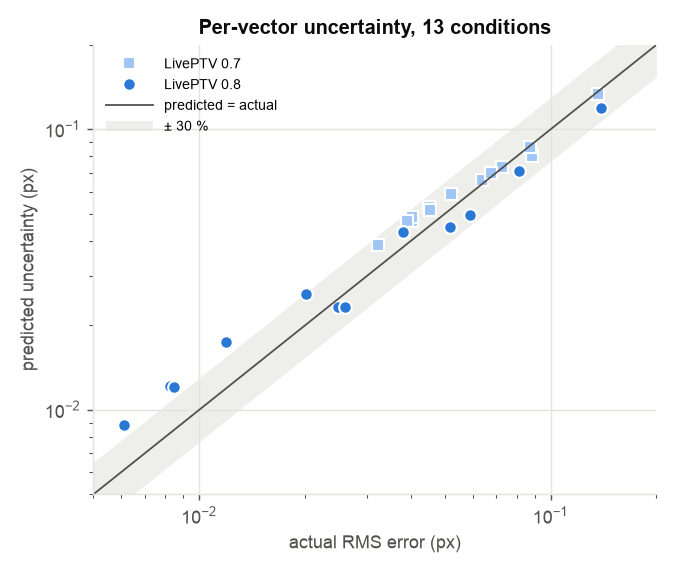 Per-vector uncertainty, 13 conditions
LivePTV 0.7
LivePTV 0.8
predicted = actual
± 30 %
predicted uncertainty (px)
10⁻¹
10⁻²
10⁻²
10⁻¹
actual RMS error (px)